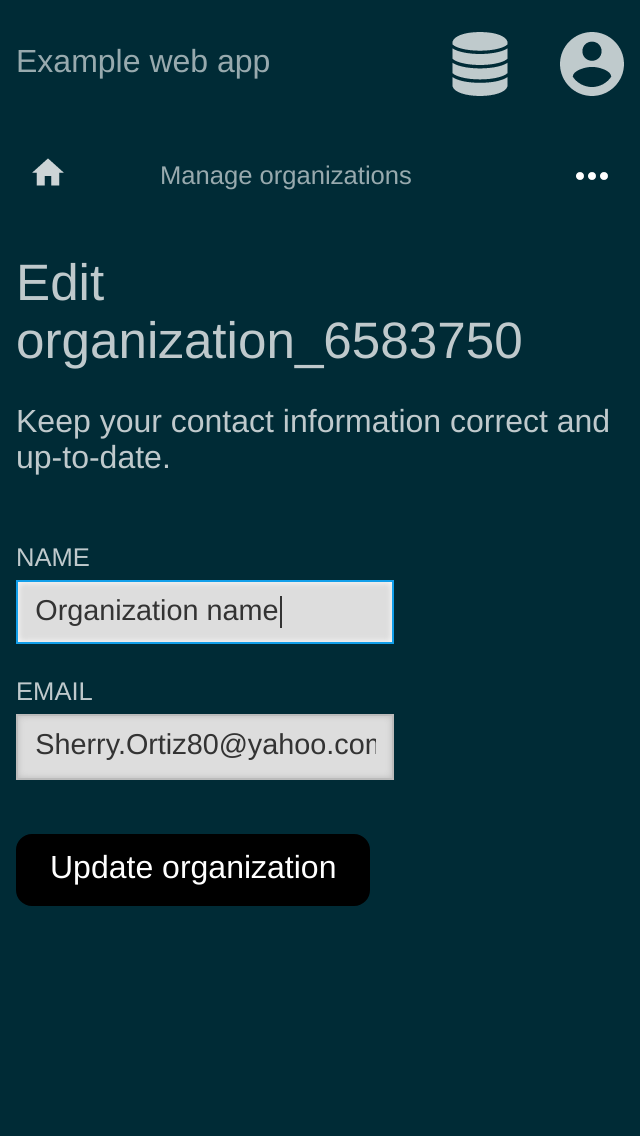 Example web app
Manage organizations
Edit
organization_6583750
Keep your contact information correct and
up-to-date.
NAME
Organization name
EMAIL
Sherry.Ortiz80@yahoo.com
Update organization